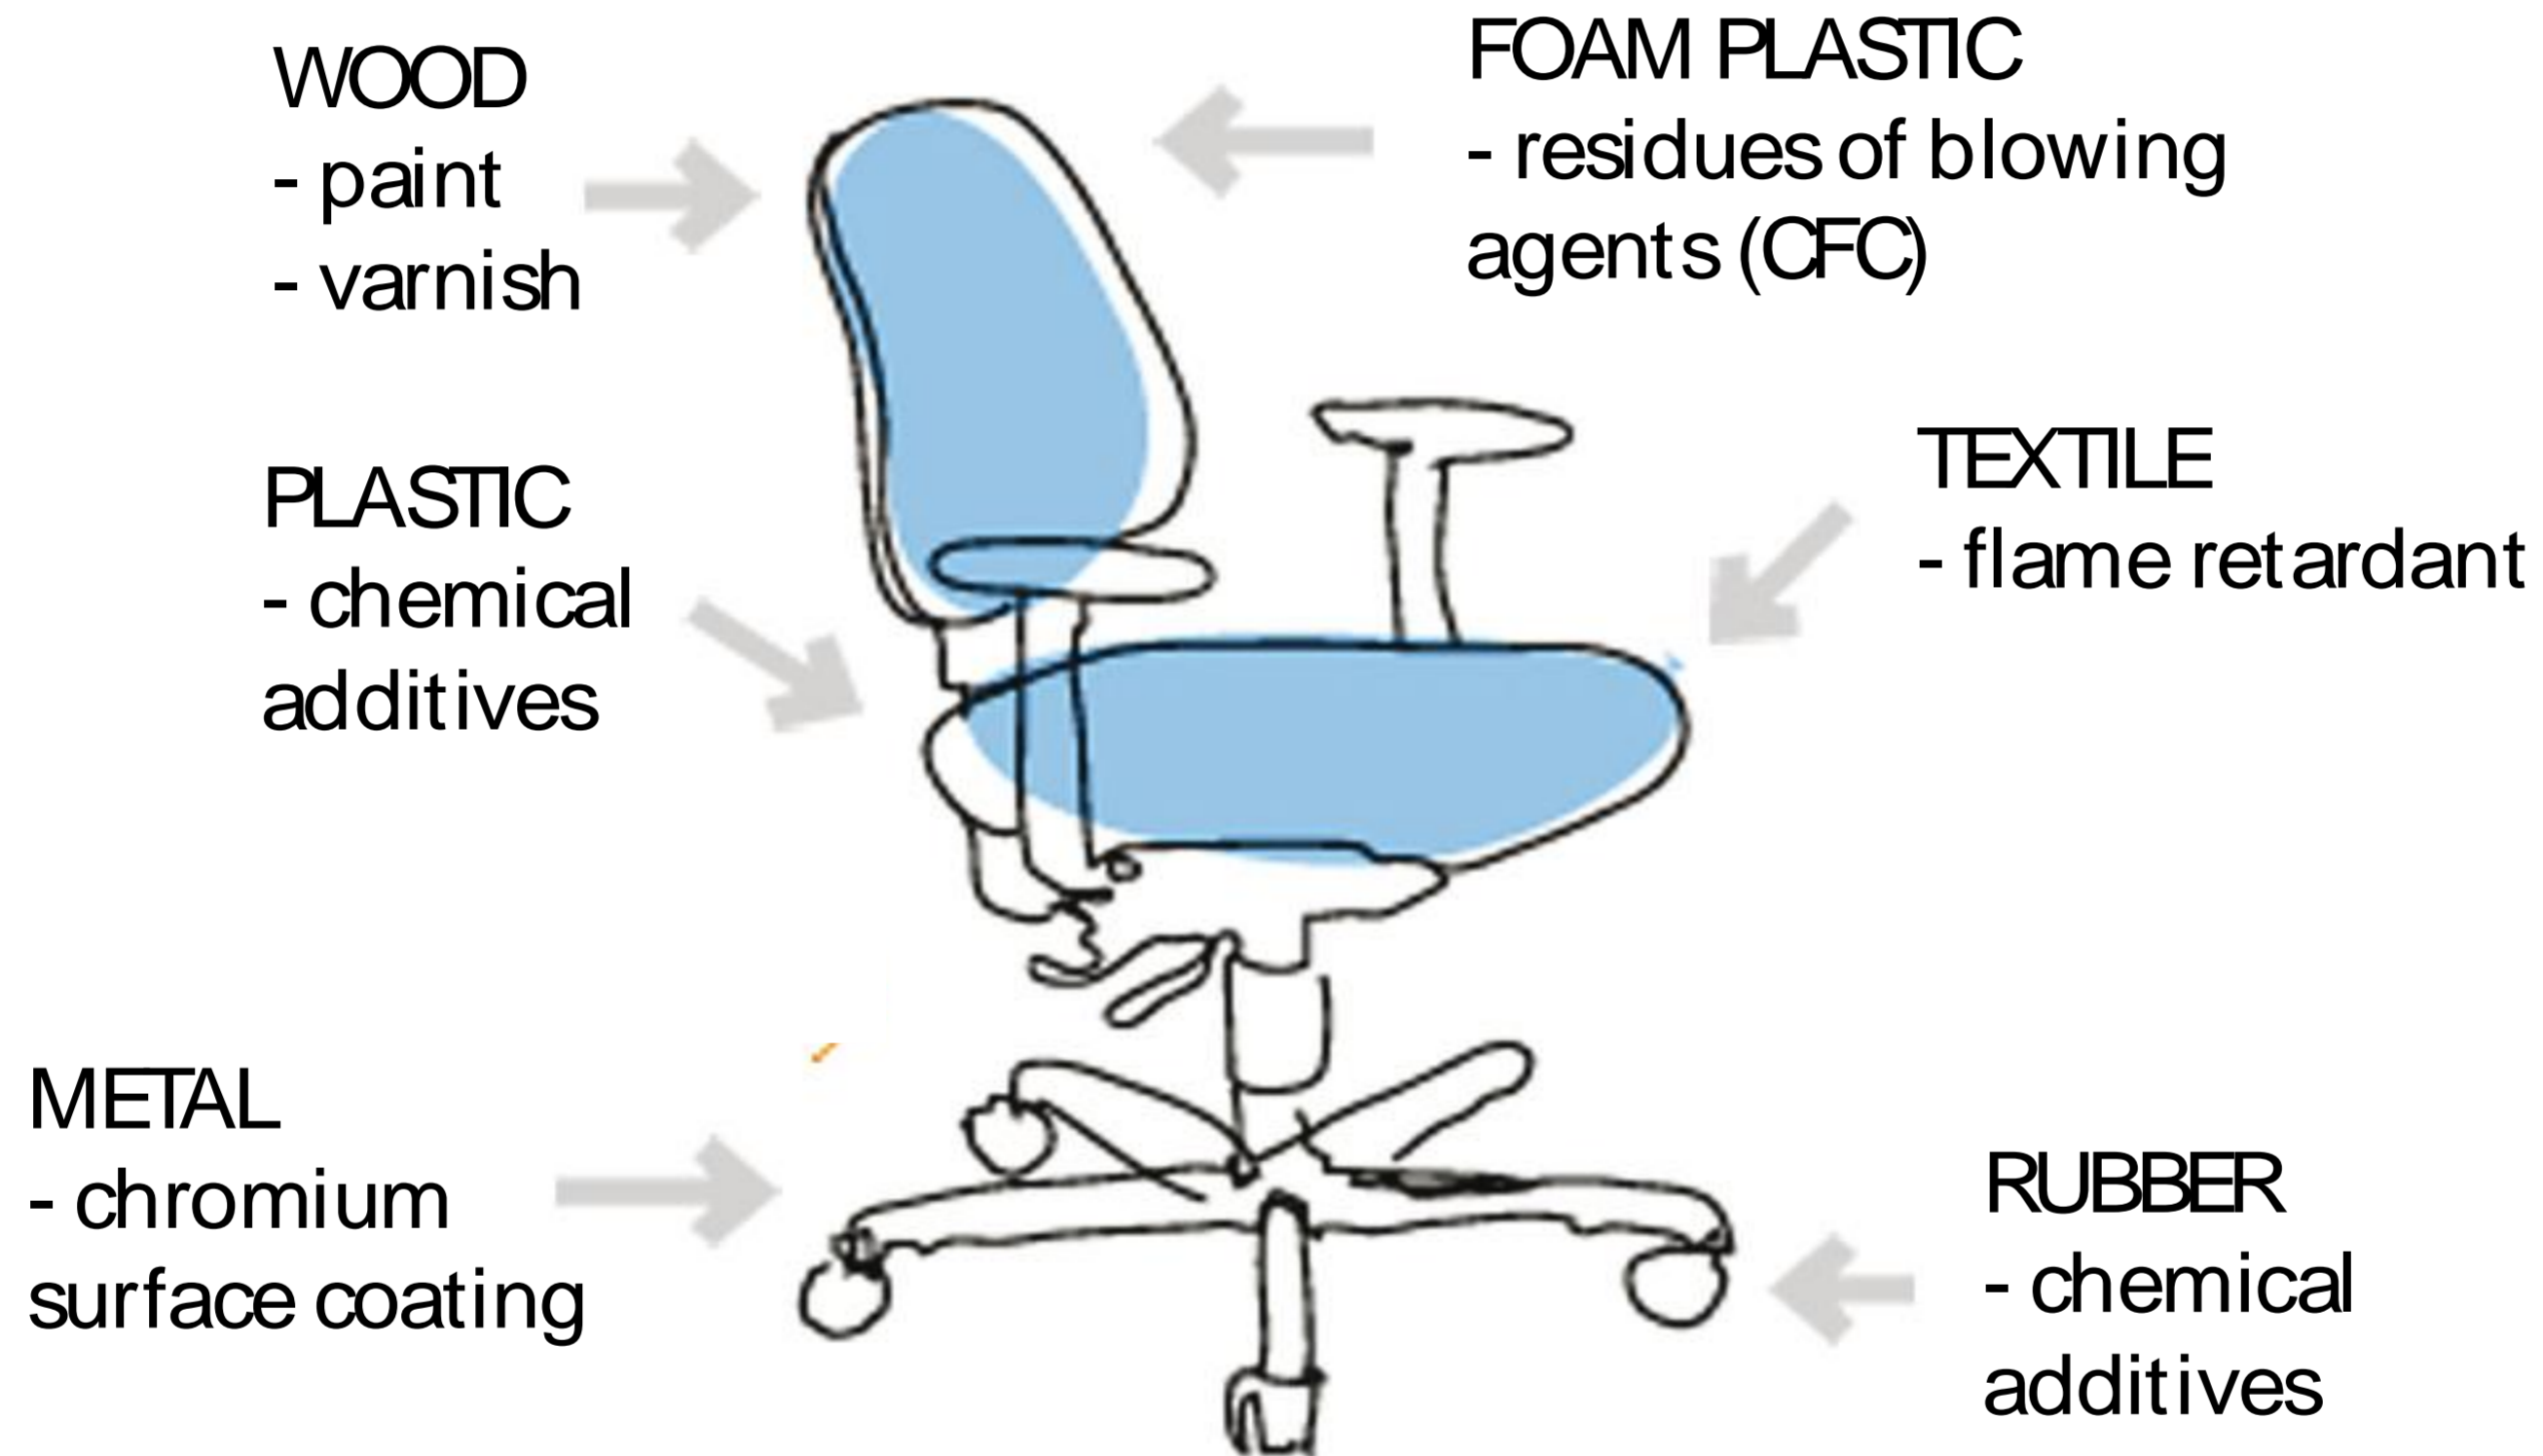 WOOD
- paint
- varnish
FOAM PLASTIC
- residues of blowing
agents (CFC)
PLASTIC
- chemical
additives
TEXTILE
- flame retardant
METAL
- chromium
surface coating
RUBBER
- chemical
additives